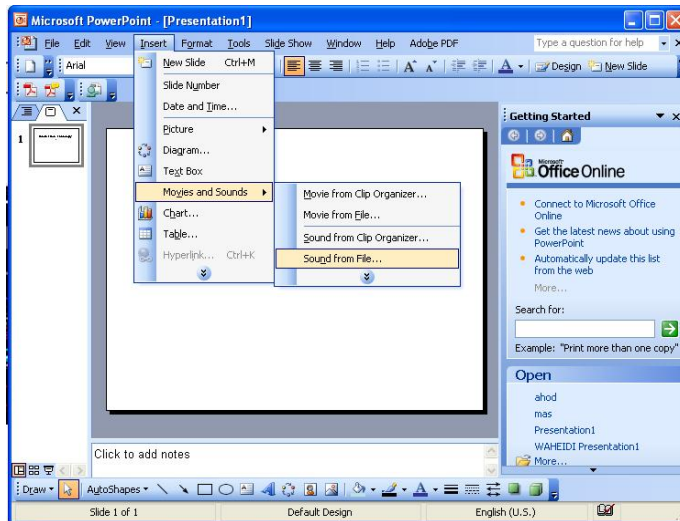 Microsoft PowerPoint - [Presentation1]
File Edit View Insert Format Tools Slide Show Window Help Adobe PDF Type a question for help
Arial
Design New Slide
New Slide Ctrl+M
Slide Number
Date and Time...
Picture
Diagram...
Text Box
Movies and Sounds
Chart...
Table...
Hyperlink... Ctrl+K
Movie from Clip Organizer...
Movie from File...
Sound from Clip Organizer...
Sound from File...
1
Getting Started
Microsoft
Office Online
Connect to Microsoft Office
Online
Get the latest news about using
PowerPoint
Automatically update this list
from the web
More...
Search for:
Example: "Print more than one copy"
Open
ahod
mas
Presentation1
WAHEIDI Presentation1
More...
Click to add notes
Draw AutoShapes
Slide 1 of 1 Default Design English (U.S.)